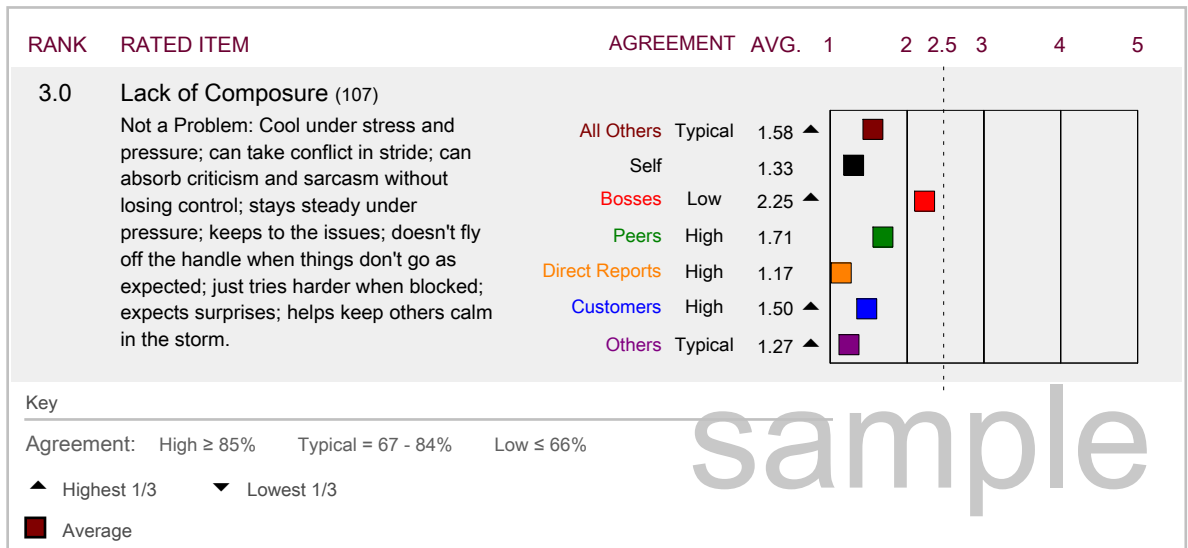 RANK RATED ITEM AGREEMENT AVG. 1 2 2.5 3 4 5
3.0 Lack of Composure (107)
Not a Problem: Cool under stress and
pressure; can take conflict in stride; can
absorb criticism and sarcasm without
losing control; stays steady under
pressure; keeps to the issues; doesn't fly
off the handle when things don't go as
expected; just tries harder when blocked;
expects surprises; helps keep others calm
in the storm.
All Others Typical 1.58
Self 1.33
Bosses Low 2.25
Peers High 1.71
Direct Reports High 1.17
Customers High 1.50
Others Typical 1.27
Key
Agreement: High ≥ 85% Typical = 67 - 84% Low ≤ 66%
Highest 1/3 Lowest 1/3
Average
sample